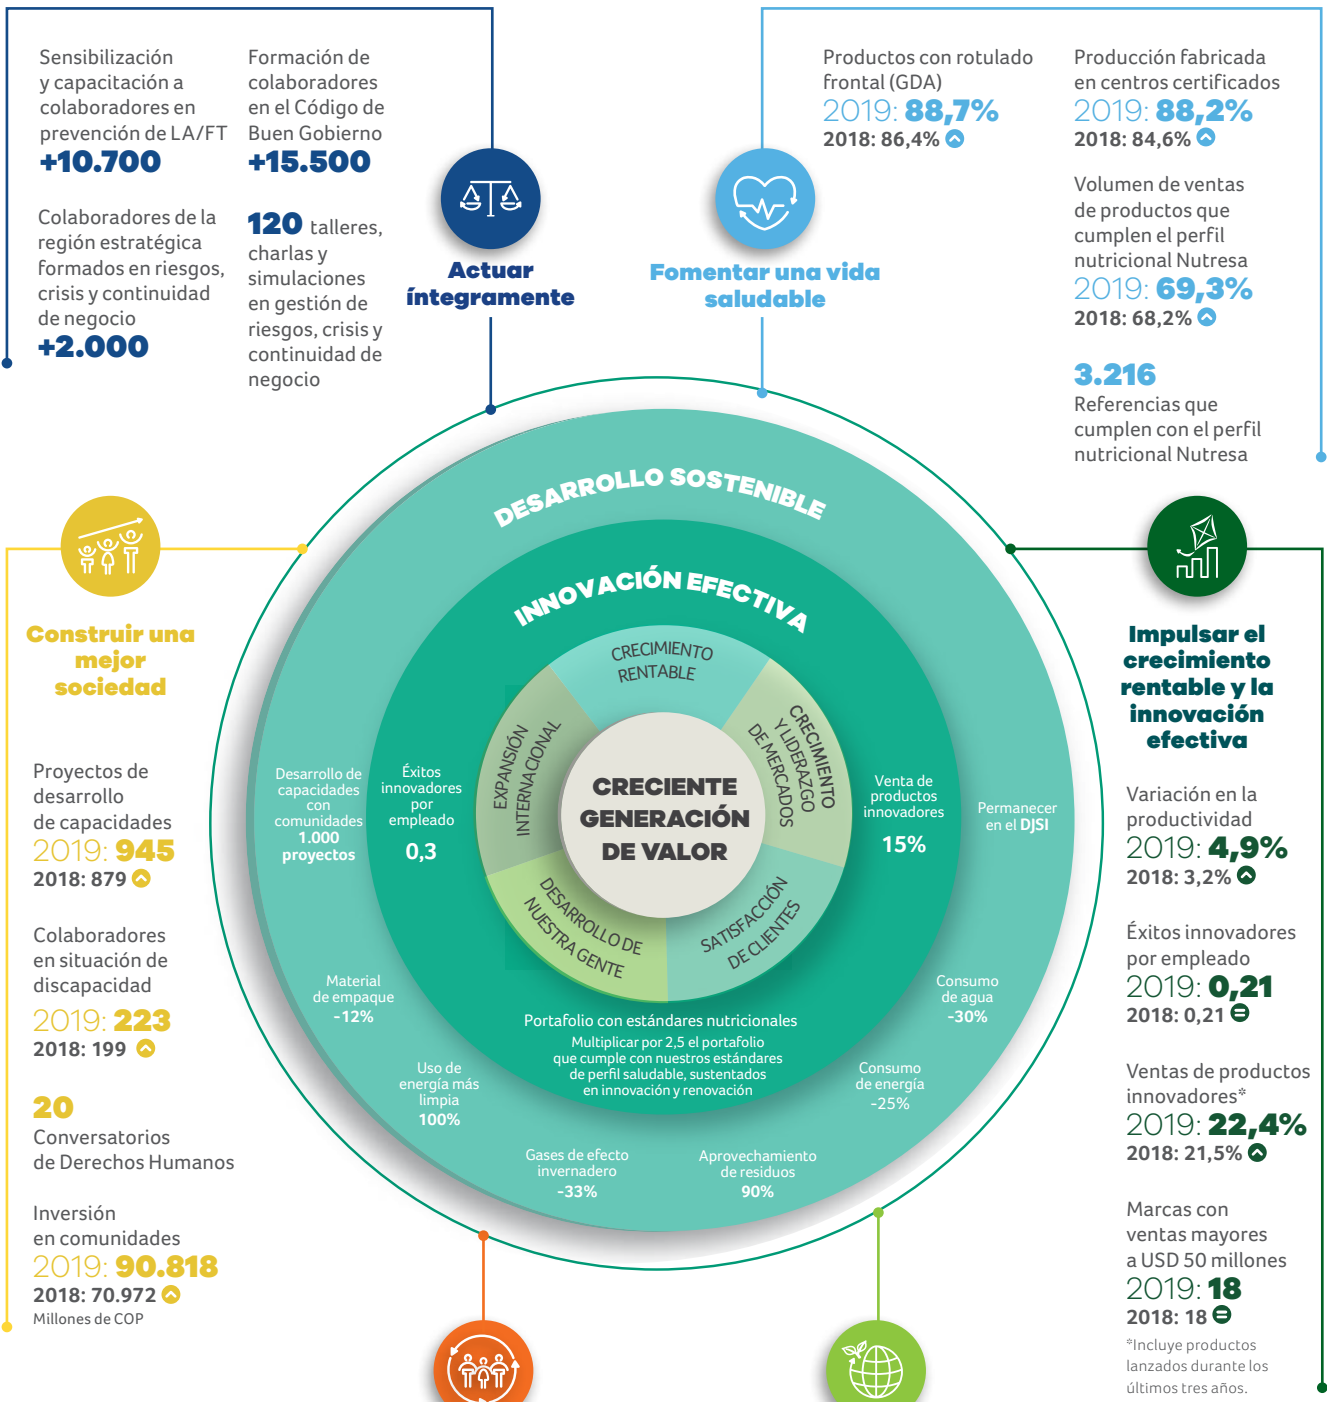 Sensibilización
y capacitación a
colaboradores en
prevención de LA/FT
+10.700
Colaboradores de la
región estratégica
formados en riesgos,
crisis y continuidad
de negocio
+2.000
Formación de
colaboradores
en el Código de
Buen Gobierno
+15.500
120 talleres,
charlas y
simulaciones
en gestión de
riesgos, crisis y
continuidad de
negocio
Actuar
íntegramente
Fomentar una vida
saludable
Productos con rotulado
frontal (GDA)
2019: 88,7%
2018: 86,4%
Producción fabricada
en centros certificados
2019: 88,2%
2018: 84,6%
Volumen de ventas
de productos que
cumplen el perfil
nutricional Nutresa
2019: 69,3%
2018: 68,2%
3.216
Referencias que
cumplen con el perfil
nutricional Nutresa
Construir una
mejor
sociedad
Proyectos de
desarrollo
de capacidades
2019: 945
2018: 879
Colaboradores
en situación de
discapacidad
2019: 223
2018: 199
20
Conversatorios
de Derechos Humanos
Inversión
en comunidades
2019: 90.818
2018: 70.972
Millones de COP
DESARROLLO SOSTENIBLE
INNOVACIÓN EFECTIVA
CRECIMIENTO
RENTABLE
EXPANSIÓN
INTERNACIONAL
CRECIMIENTO
Y LIDERAZGO
DE MERCADOS
CRECIENTE
GENERACIÓN
DE VALOR
DESARROLLO DE
NUESTRA GENTE
SATISFACCIÓN
DE CLIENTES
Desarrollo de
capacidades
con
comunidades
1.000
proyectos
Éxitos
innovadores
por
empleado
0,3
Venta de
productos
innovadores
15%
Permanecer
en el DJSI
Material
de empaque
-12%
Consumo
de agua
-30%
Portafolio con estándares nutricionales
Multiplicar por 2,5 el portafolio
que cumple con nuestros estándares
de perfil saludable, sustentados
en innovación y renovación
Uso de
energía más
limpia
100%
Consumo
de energía
-25%
Gases de efecto
invernadero
-33%
Aprovechamiento
de residuos
90%
Impulsar el
crecimiento
rentable y la
innovación
efectiva
Variación en la
productividad
2019: 4,9%
2018: 3,2%
Éxitos innovadores
por empleado
2019: 0,21
2018: 0,21
Ventas de productos
innovadores*
2019: 22,4%
2018: 21,5%
Marcas con
ventas mayores
a USD 50 millones
2019: 18
2018: 18
*Incluye productos
lanzados durante los
últimos tres años.